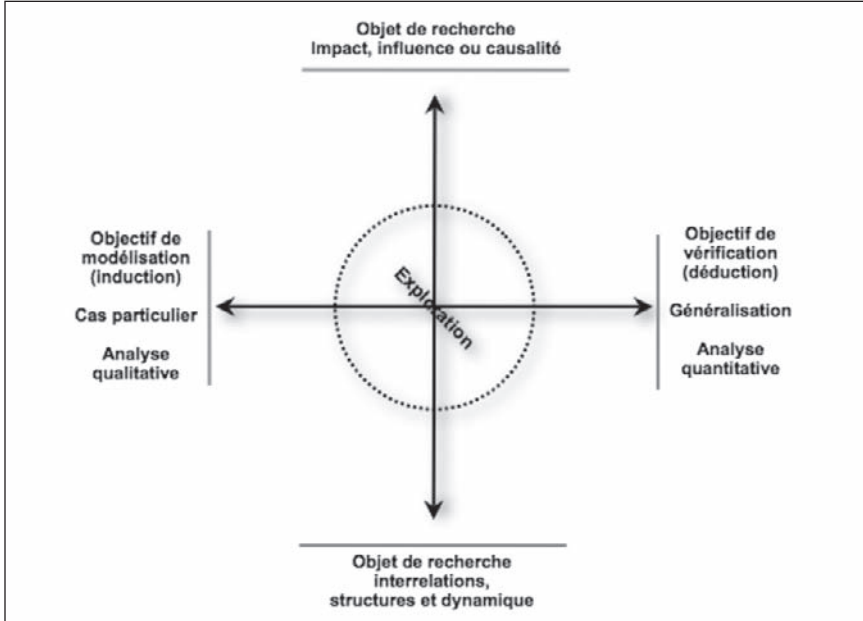 Objet de recherche
Impact, influence ou causalité
Objectif de
modélisation
(induction)
Cas particulier
Analyse
qualitative
Exploration
Objectif de
vérification
(déduction)
Généralisation
Analyse
quantitative
Objet de recherche
interrelations,
structures et dynamique